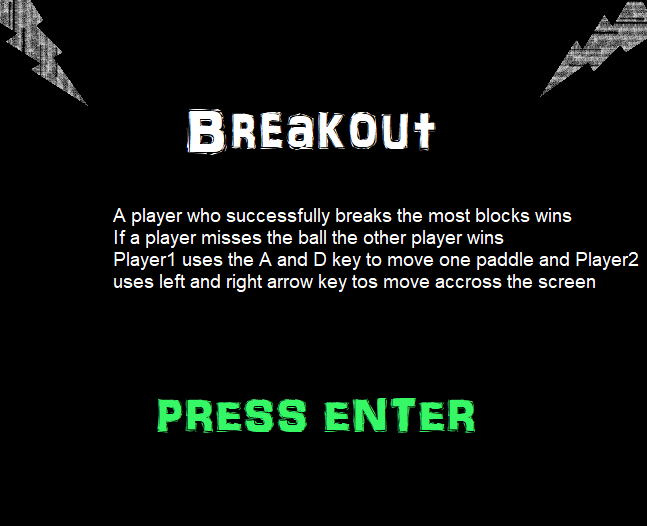 Breakout
A player who successfully breaks the most blocks wins
If a player misses the ball the other player wins
Player1 uses the A and D key to move one paddle and Player2
uses left and right arrow key tos move accross the screen
PRESS ENTER